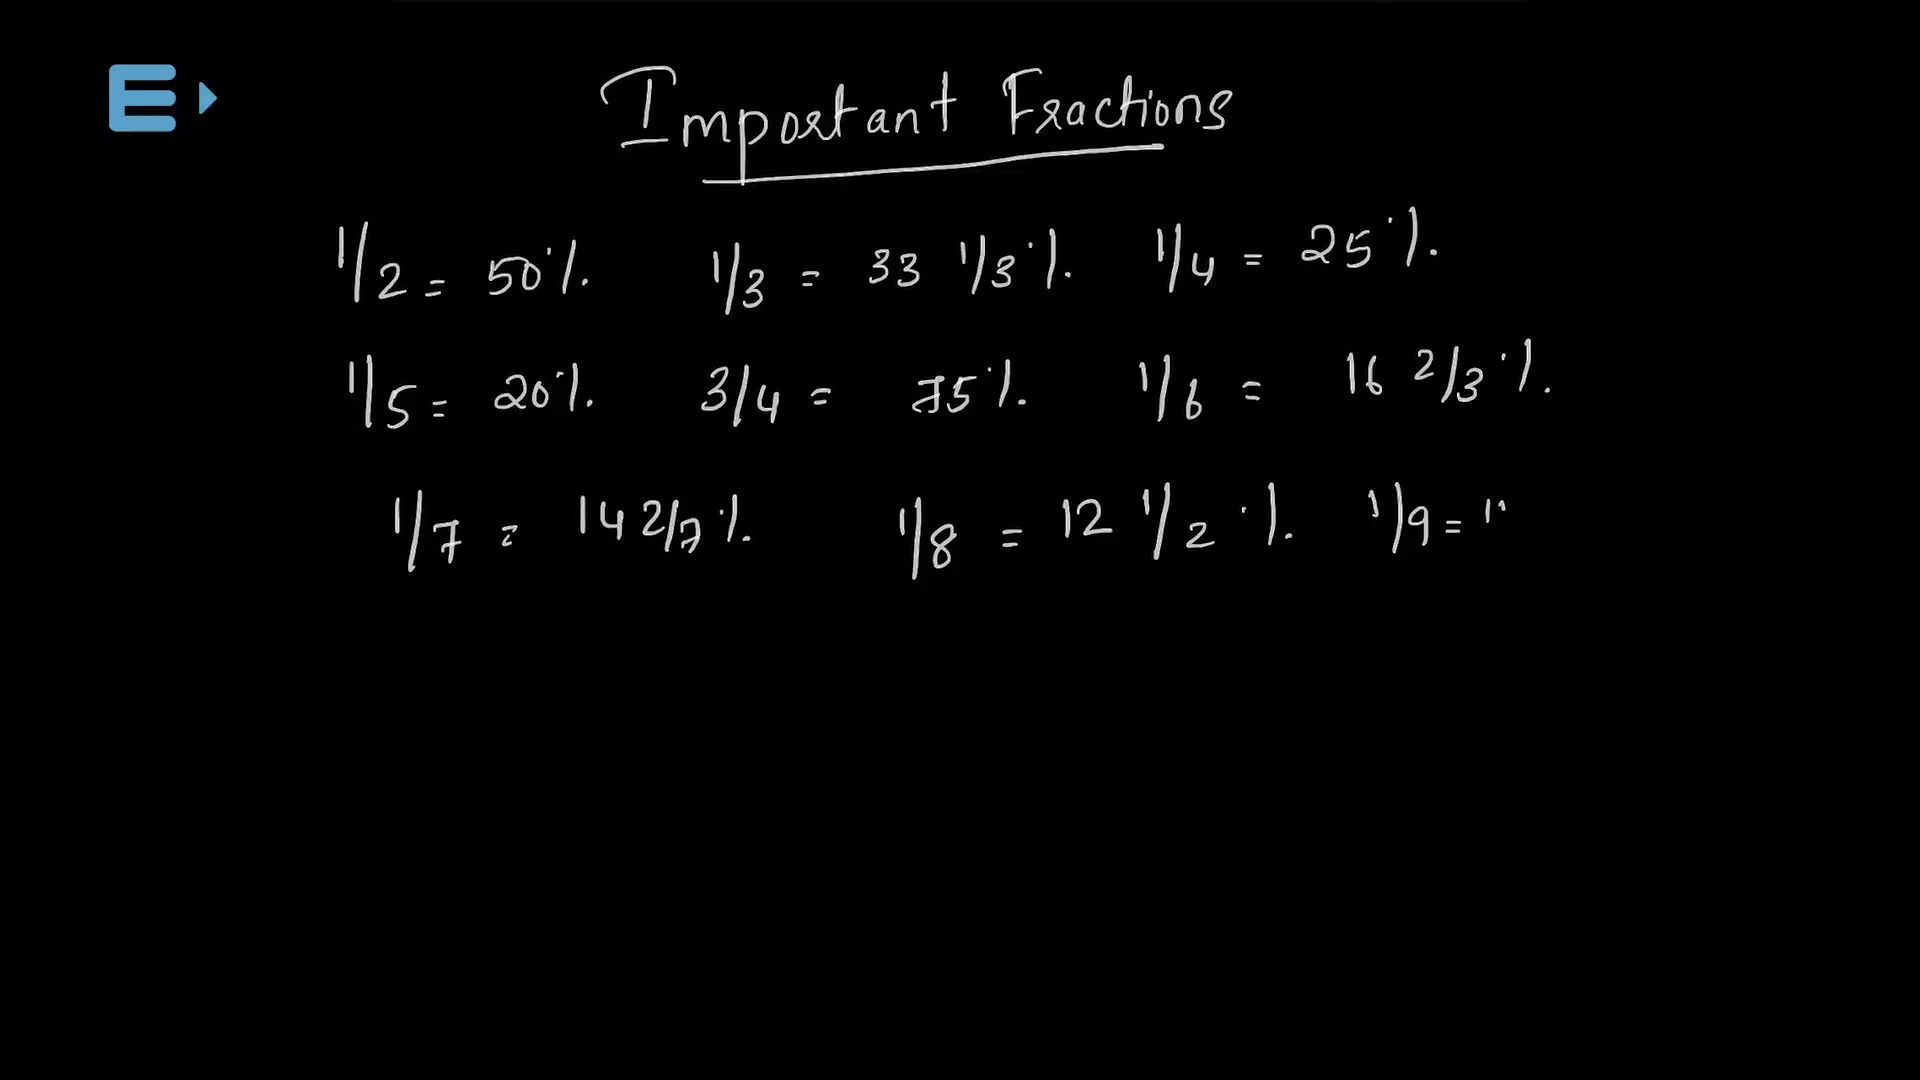 Important Fractions
1/2 = 50% 1/3 = 33 1/3% 1/4 = 25%
1/5 = 20% 3/4 = 75% 1/6 = 16 2/3%
1/7 = 14 2/7% 1/8 = 12 1/2% 1/9 = 11